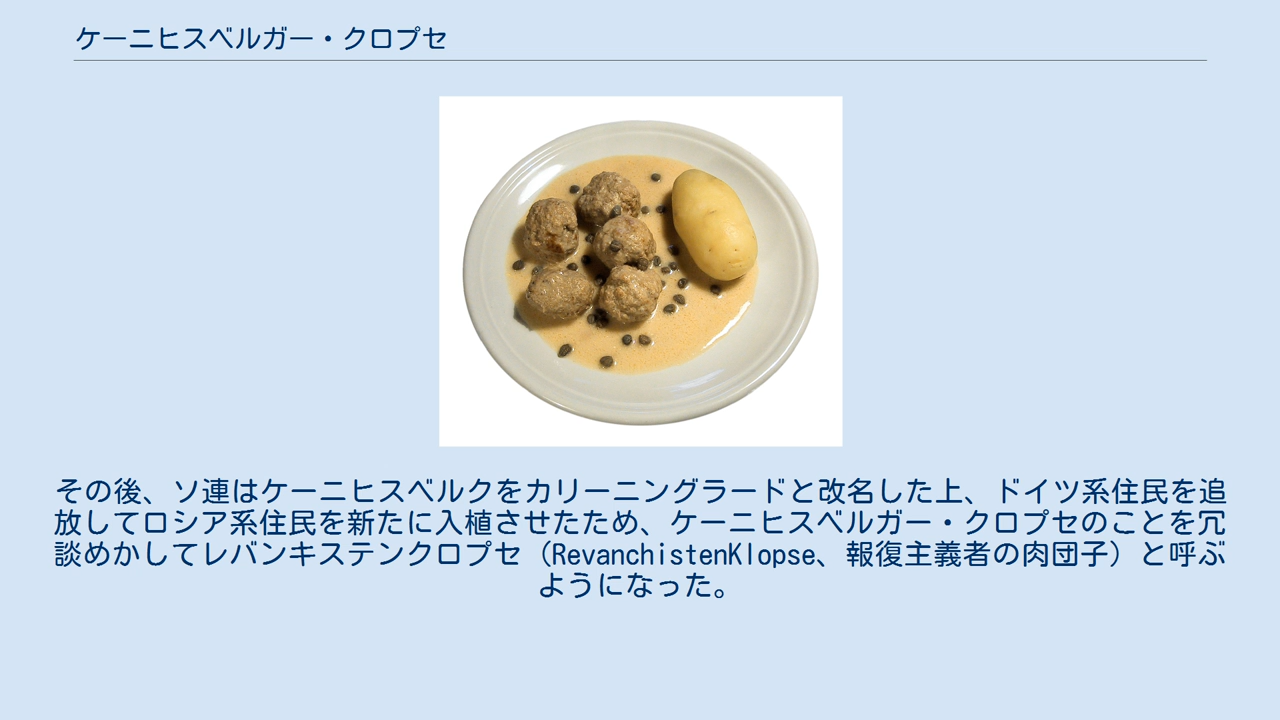 ケーニヒスベルガー・クロプセ
その後、ソ連はケーニヒスベルクをカリーニングラードと改名した上、ドイツ系住民を追
放してロシア系住民を新たに入植させたため、ケーニヒスベルガー・クロプセのことを冗
談めかしてレバンキステンクロプセ（RevanchistenKlopse、報復主義者の肉団子）と呼ぶ
ようになった。